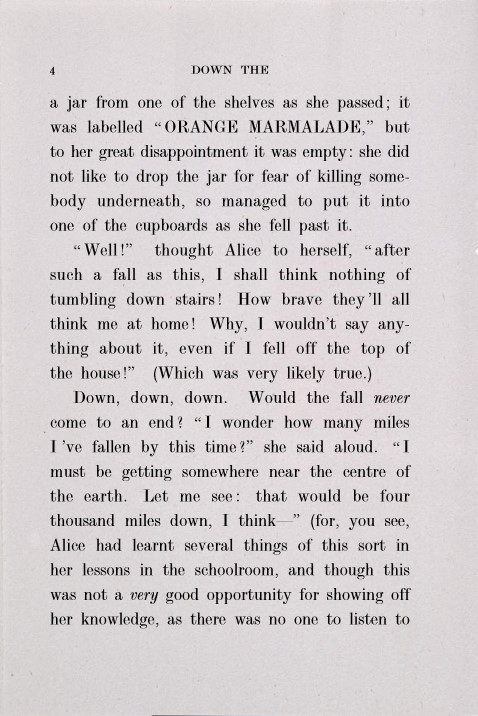 4 DOWN THE
a jar from one of the shelves as she passed; it
was labelled “ORANGE MARMALADE,” but
to her great disappointment it was empty: she did
not like to drop the jar for fear of killing some-
body underneath, so managed to put it into
one of the cupboards as she fell past it.
“Well!” thought Alice to herself, “after
such a fall as this, I shall think nothing of
tumbling down stairs! How brave they’ll all
think me at home! Why, I wouldn’t say any-
thing about it, even if I fell off the top of
the house!” (Which was very likely true.)
Down, down, down. Would the fall never
come to an end? “I wonder how many miles
I’ve fallen by this time?” she said aloud. “I
must be getting somewhere near the centre of
the earth. Let me see: that would be four
thousand miles down, I think—” (for, you see,
Alice had learnt several things of this sort in
her lessons in the schoolroom, and though this
was not a very good opportunity for showing off
her knowledge, as there was no one to listen to